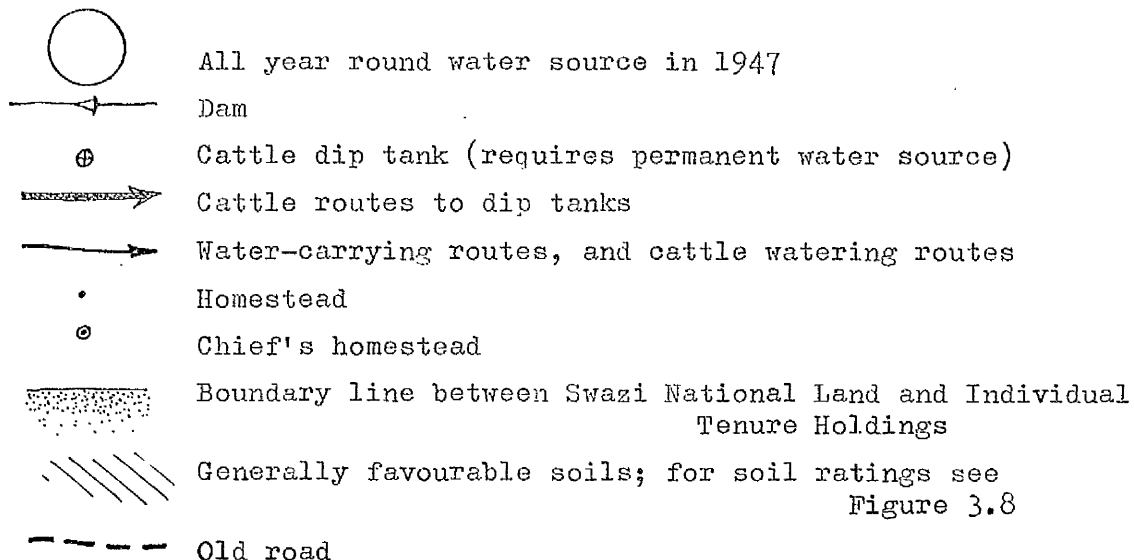 All year round water source in 1947
Dam
Cattle dip tank (requires permanent water source)
Cattle routes to dip tanks
Water-carrying routes, and cattle watering routes
Homestead
Chief's homestead
Boundary line between Swazi National Land and Individual
Tenure Holdings
Generally favourable soils; for soil ratings see
Figure 3.8
Old road